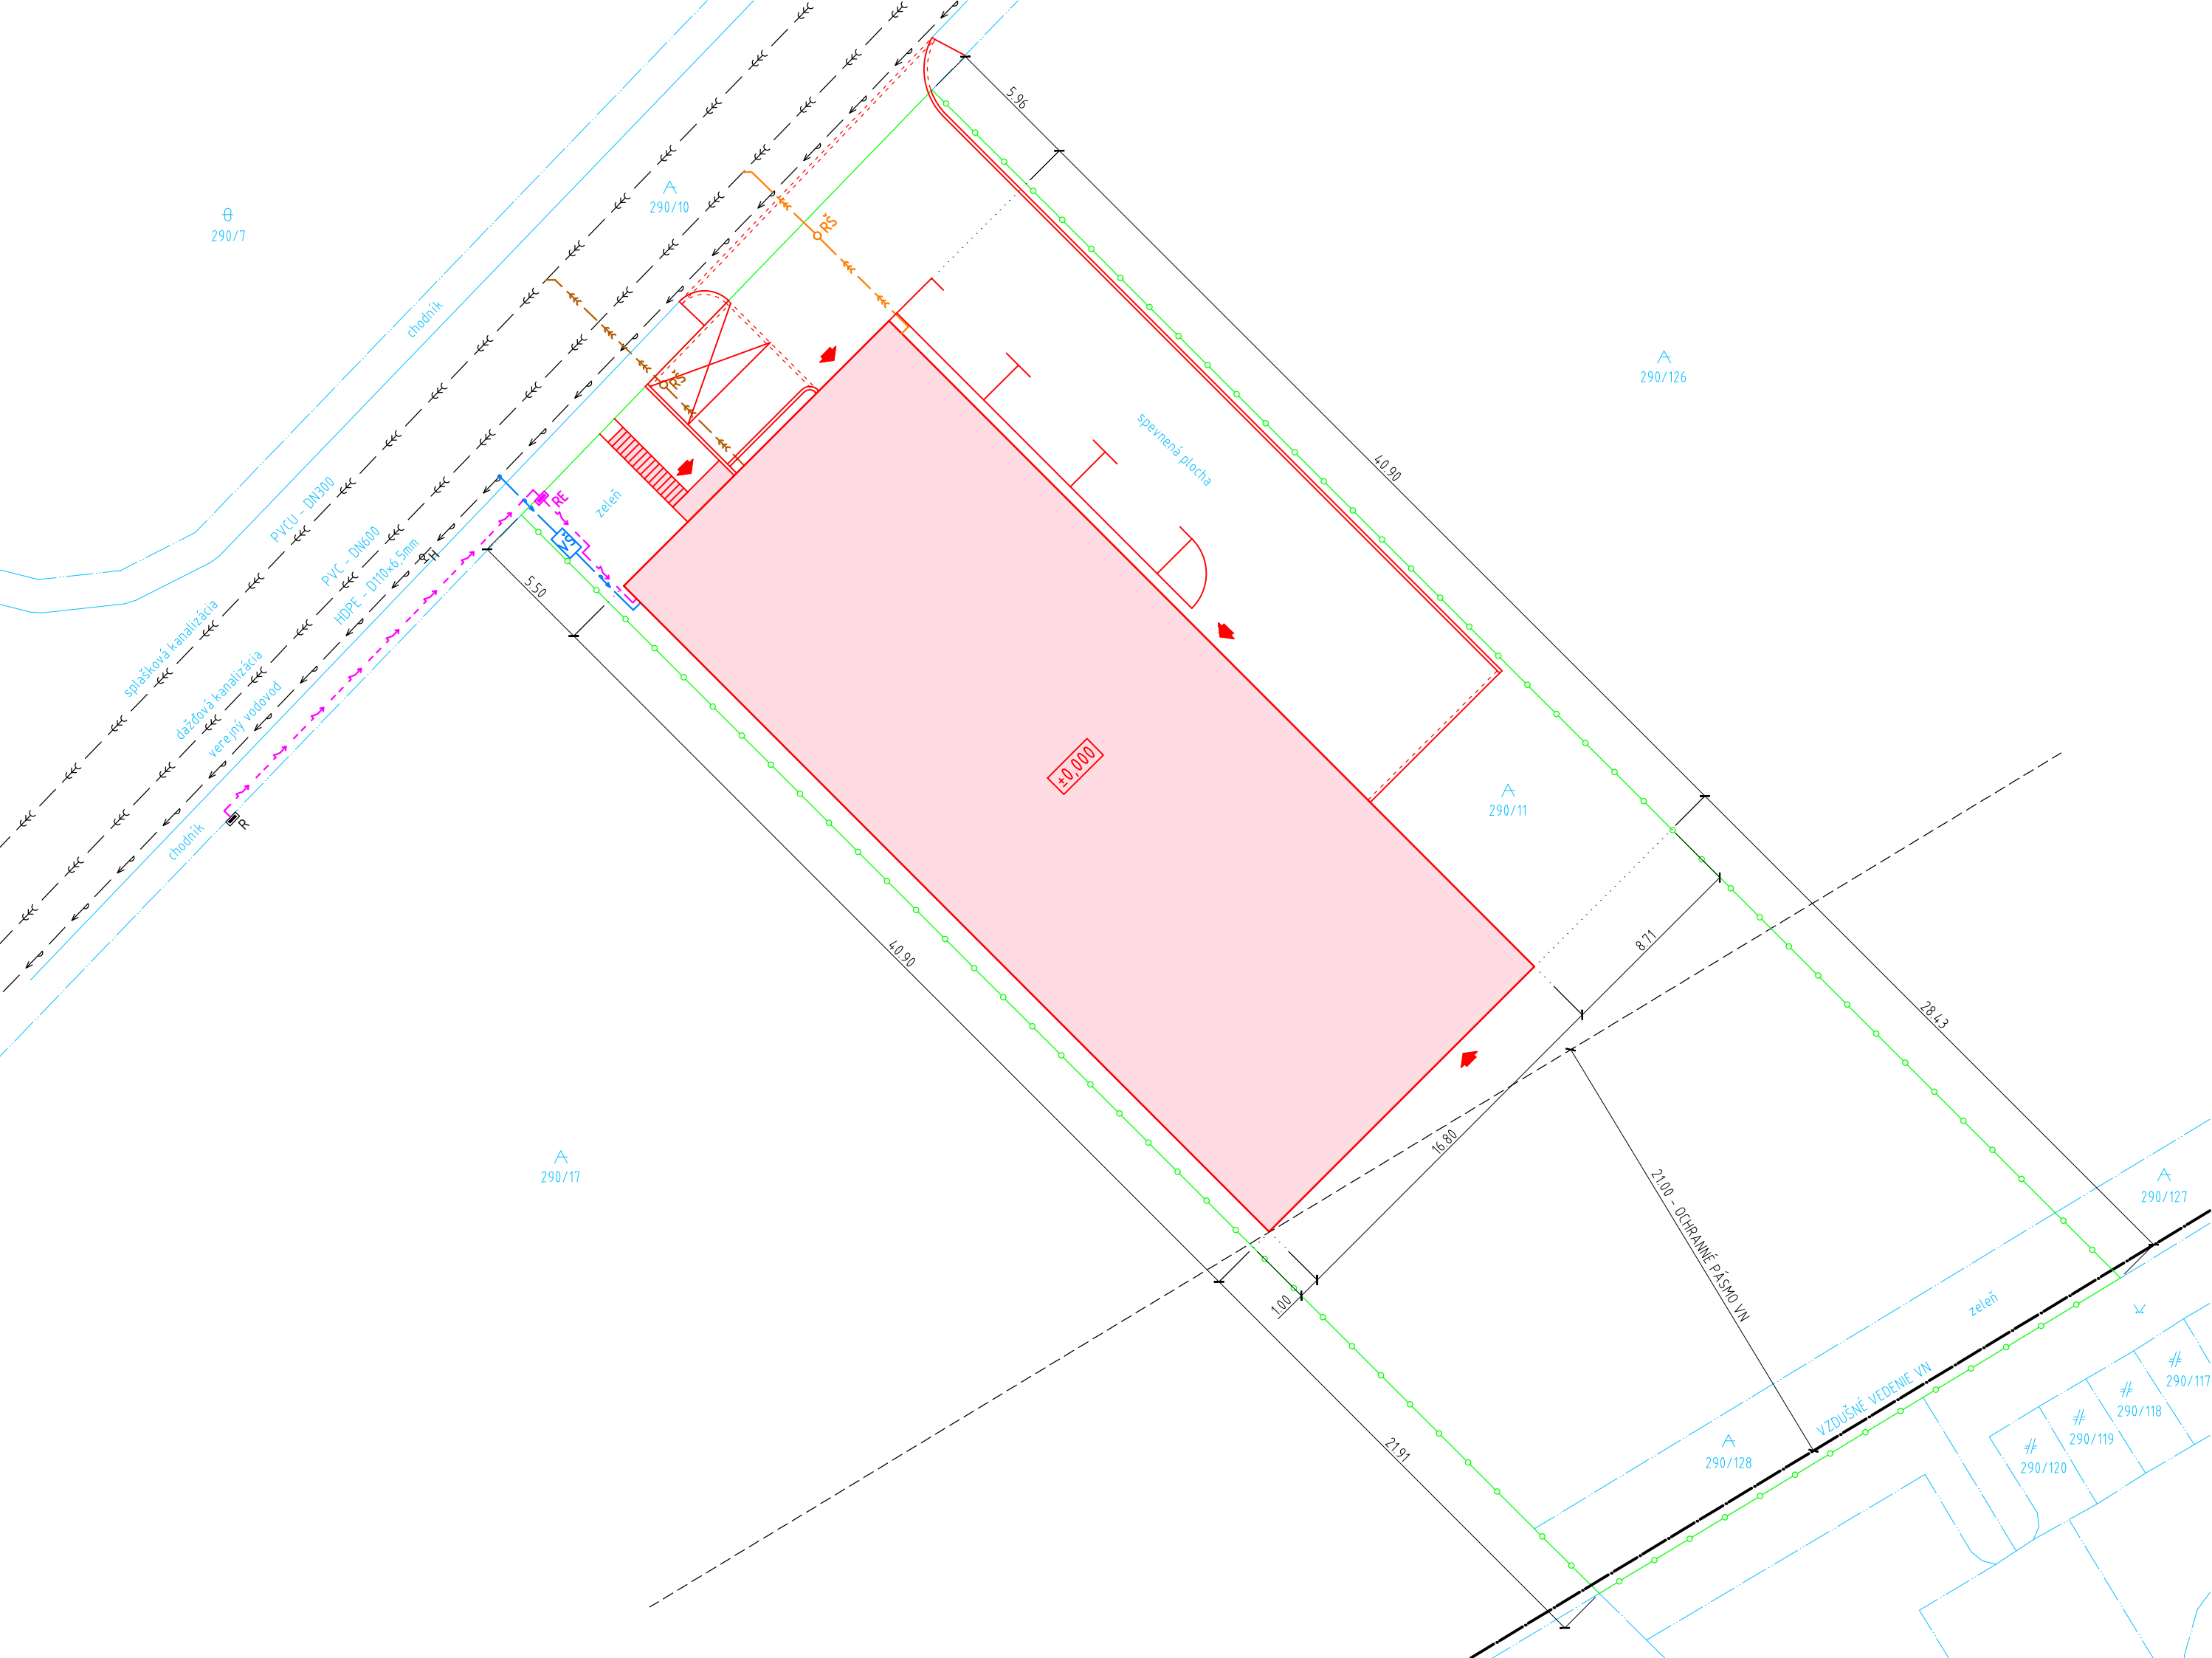 5.96
290/10
290/7
RŠ
chodník
290/126
RŠ
spevnená plocha
40.90
PVCU - DN300
zeleň
RE
PVC - DN600
VŠ
HDPE - D110x6,5mm
H
5.50
splašková kanalizácia
dažďová kanalizácia
verejný vodovod
±0,000
290/11
R
chodník
40.90
8.71
28.43
16.80
290/17
21.00 - OCHRANNÉ PÁSMO VN
290/127
1.00
zeleň
VZDUŠNÉ VEDENIE VN
290/117
290/118
290/119
290/120
21.91
290/128